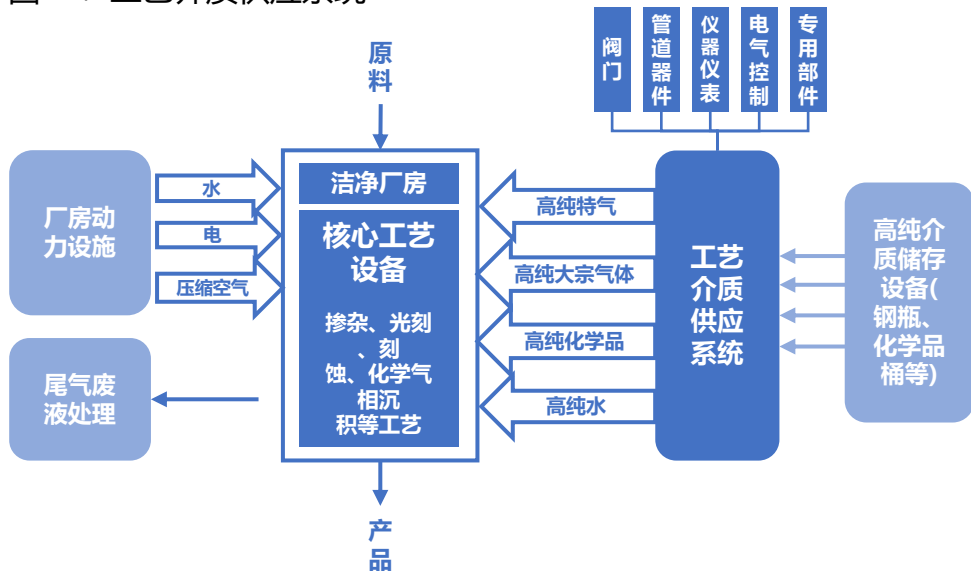 原
料
阀
门
管
道
器
件
仪
器
仪
表
电
气
控
制
专
用
部
件
厂房动
力设施
水
电
压缩空气
尾气废
液处理
洁净厂房
核心工艺
设备
掺杂、光刻
、刻
蚀、化学气
相沉
积等工艺
高纯特气
高纯大宗气体
高纯化学品
高纯水
工艺
介质
供应
系统
高纯介
质储存
设备(
钢瓶、
化学品
桶等)
产
品